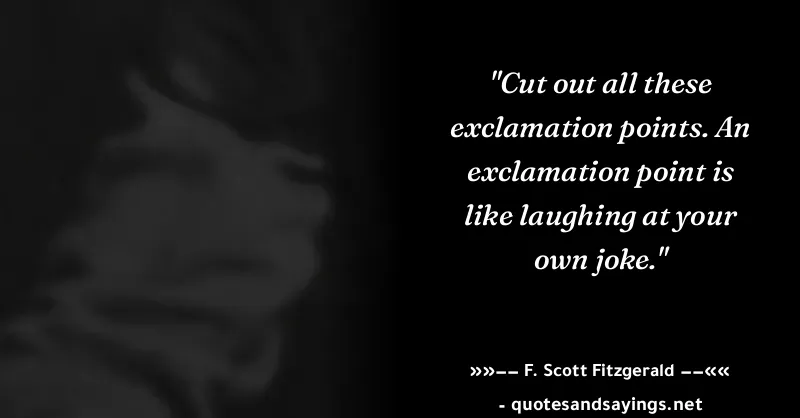 "Cut out all these
exclamation points. An
exclamation point is
like laughing at your
own joke."
»»–– F. Scott Fitzgerald ––««
- quotesandsayings.net